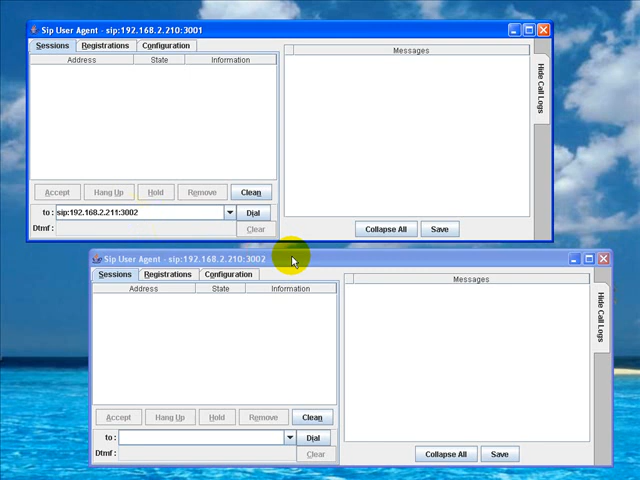 Sip User Agent - sip:192.168.2.210:3001
Sessions Registrations Configuration
Address State Information
Messages
Hide Call Logs
Accept Hang Up Hold Remove Clean
to : sip:192.168.2.211:3002 Dial
Dtmf : Clear
Collapse All Save
Sip User Agent - sip:192.168.2.210:3002
Sessions Registrations Configuration
Address State Information
Messages
Hide Call Logs
Accept Hang Up Hold Remove Clean
to : Dial
Dtmf : Clear
Collapse All Save